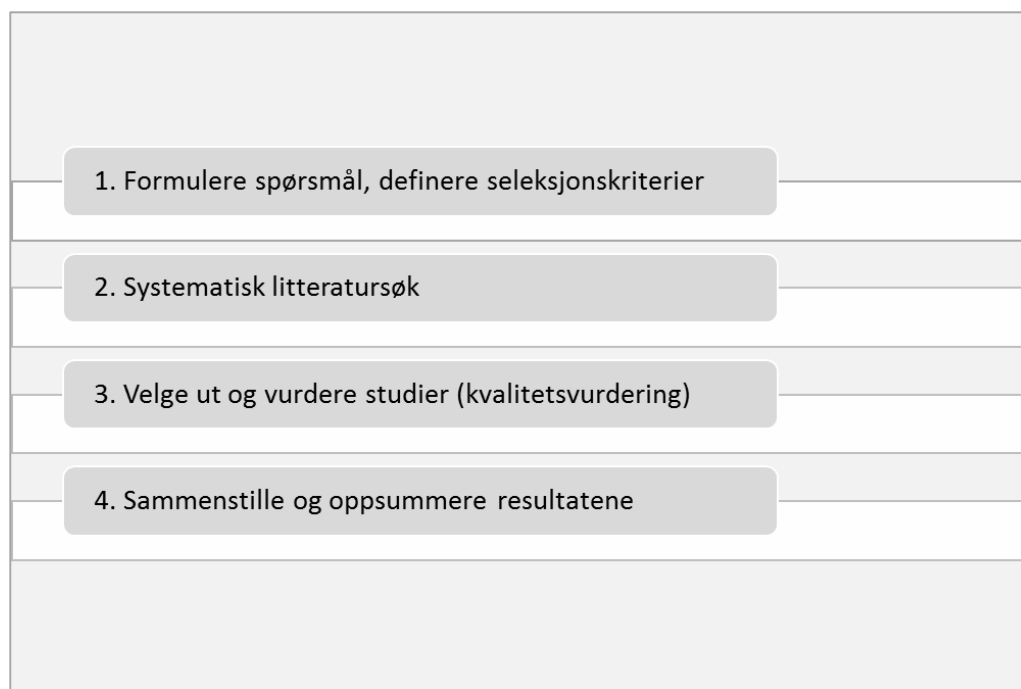 1. Formulere spørsmål, definere seleksjonskriterier
2. Systematisk litteratursøk
3. Velge ut og vurdere studier (kvalitetsvurdering)
4. Sammenstille og oppsummere resultatene